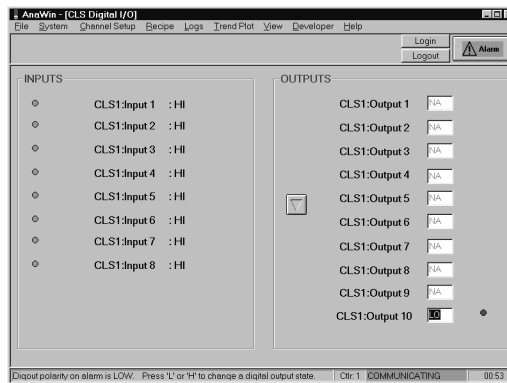 AnaWin - [CLS Digital I/O]
File System Channel Setup Recipe Logs Trend Plot View Developer Help
Login
Logout
Alarm
INPUTS
CLS1:Input 1 : HI
CLS1:Input 2 : HI
CLS1:Input 3 : HI
CLS1:Input 4 : HI
CLS1:Input 5 : HI
CLS1:Input 6 : HI
CLS1:Input 7 : HI
CLS1:Input 8 : HI
OUTPUTS
CLS1:Output 1 NA
CLS1:Output 2 NA
CLS1:Output 3 NA
CLS1:Output 4 NA
CLS1:Output 5 NA
CLS1:Output 6 NA
CLS1:Output 7 NA
CLS1:Output 8 NA
CLS1:Output 9 NA
CLS1:Output 10 LO
Digout polarity on alarm is LOW. Press 'L' or 'H' to change a digital output state. Ctlr: 1 COMMUNICATING 00:53